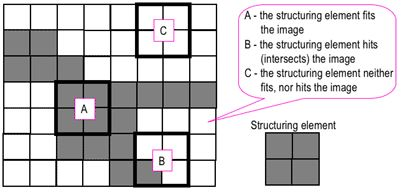 C
A - the structuring element fits
the image
B - the structuring element hits
(intersects) the image
C - the structuring element neither
fits, nor hits the image
A
Structuring element
B